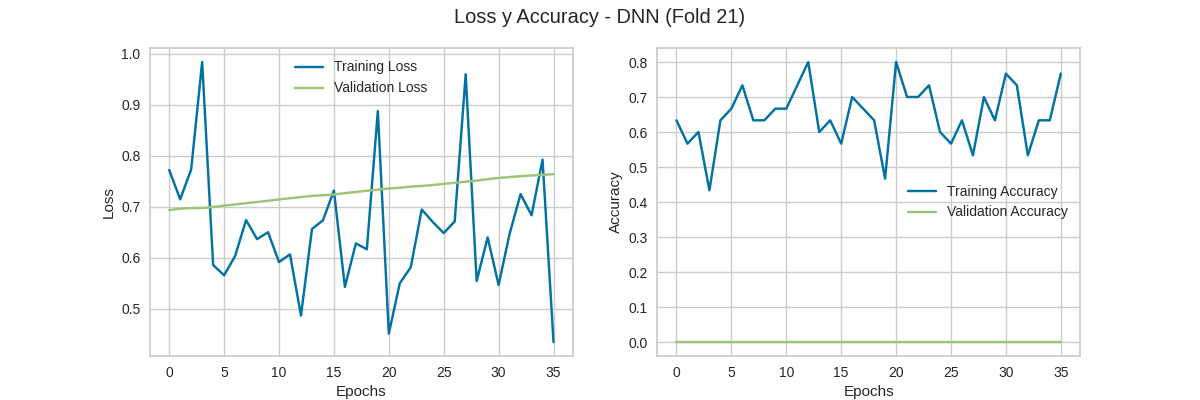 Loss y Accuracy - DNN (Fold 21)
1.0
0.9
0.8
0.7
0.6
0.5
Loss
Training Loss
Validation Loss
0 5 10 15 20 25 30 35
Epochs
0.8
0.7
0.6
0.5
0.4
0.3
0.2
0.1
0.0
Accuracy
Training Accuracy
Validation Accuracy
0 5 10 15 20 25 30 35
Epochs